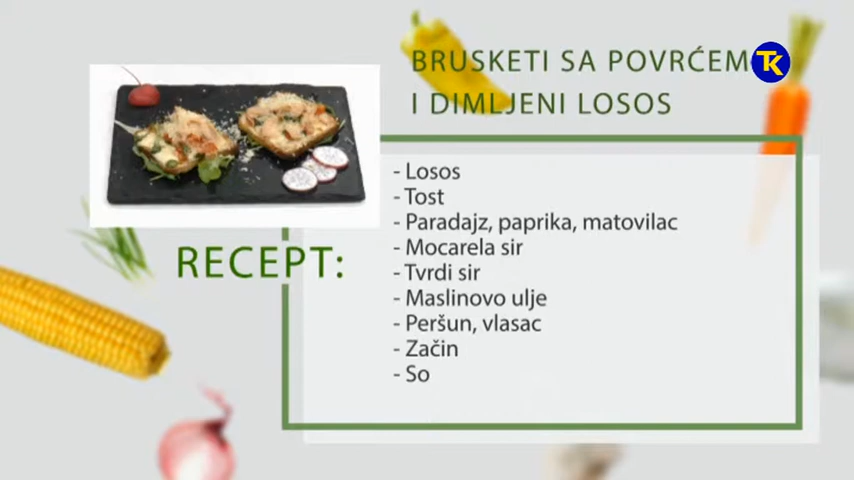 BRUSKETI SA POVRĆEM
I DIMLJENI LOSOS
TK
- Losos
- Tost
- Paradajz, paprika, matovilac
- Mocarela sir
- Tvrdi sir
- Maslinovo ulje
- Peršun, vlasac
- Začin
- So
RECEPT: